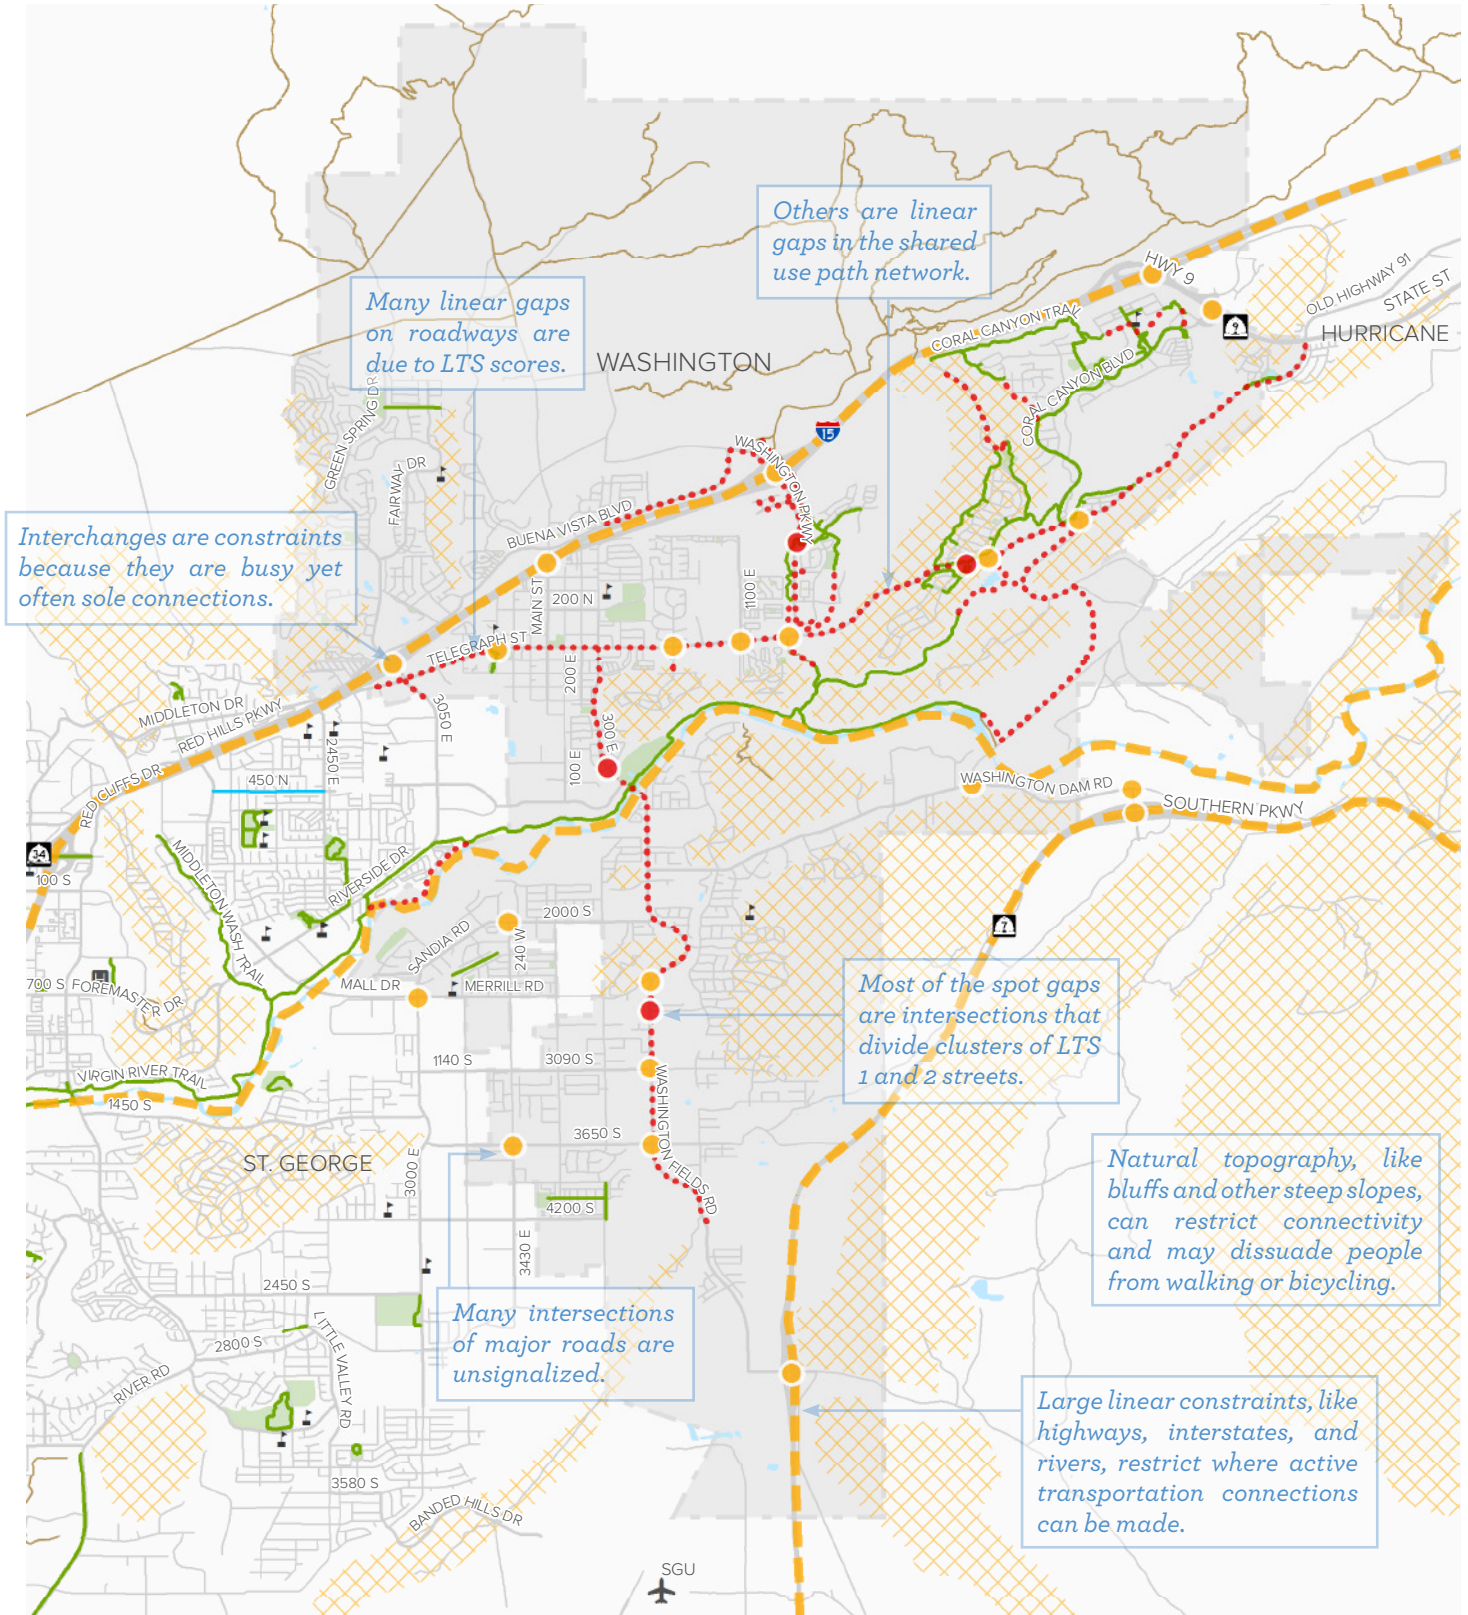 Others are linear
gaps in the shared
use path network.
HWY 9
OLD HIGHWAY 91
STATE ST
HURRICANE
9
Many linear gaps
on roadways are
due to LTS scores.
CORAL CANYON TRAIL
WASHINGTON
CORAL CANYON BLVD
GREEN SPRING DR
15
WASHINGTON PKWY
FAIRWAY DR
BUENA VISTA BLVD
Interchanges are constraints
because they are busy yet
often sole connections.
MAIN ST
200 N
1100 E
TELEGRAPH ST
200 E
MIDDLETON DR
RED HILLS PKWY
3050 E
300 E
2450 E
100 E
RED CLIFFS DR
450 N
WASHINGTON DAM RD
SOUTHERN PKWY
34
100 S
MIDDLETON WASH TRAIL
RIVERSIDE DR
2000 S
7
SANDIA RD
240 W
700 S
FOREMASTER DR
MALL DR
MERRILL RD
Most of the spot gaps
are intersections that
divide clusters of LTS
1 and 2 streets.
1140 S
3090 S
VIRGIN RIVER TRAIL
1450 S
WASHINGTON FIELDS RD
3650 S
ST. GEORGE
3000 E
Natural topography, like
bluffs and other steep slopes,
can restrict connectivity
and may dissuade people
from walking or bicycling.
4200 S
3430 E
2450 S
Many intersections
of major roads are
unsignalized.
2800 S
LITTLE VALLEY RD
RIVER RD
Large linear constraints, like
highways, interstates, and
rivers, restrict where active
transportation connections
can be made.
3580 S
BANDED HILLS DR
SGU